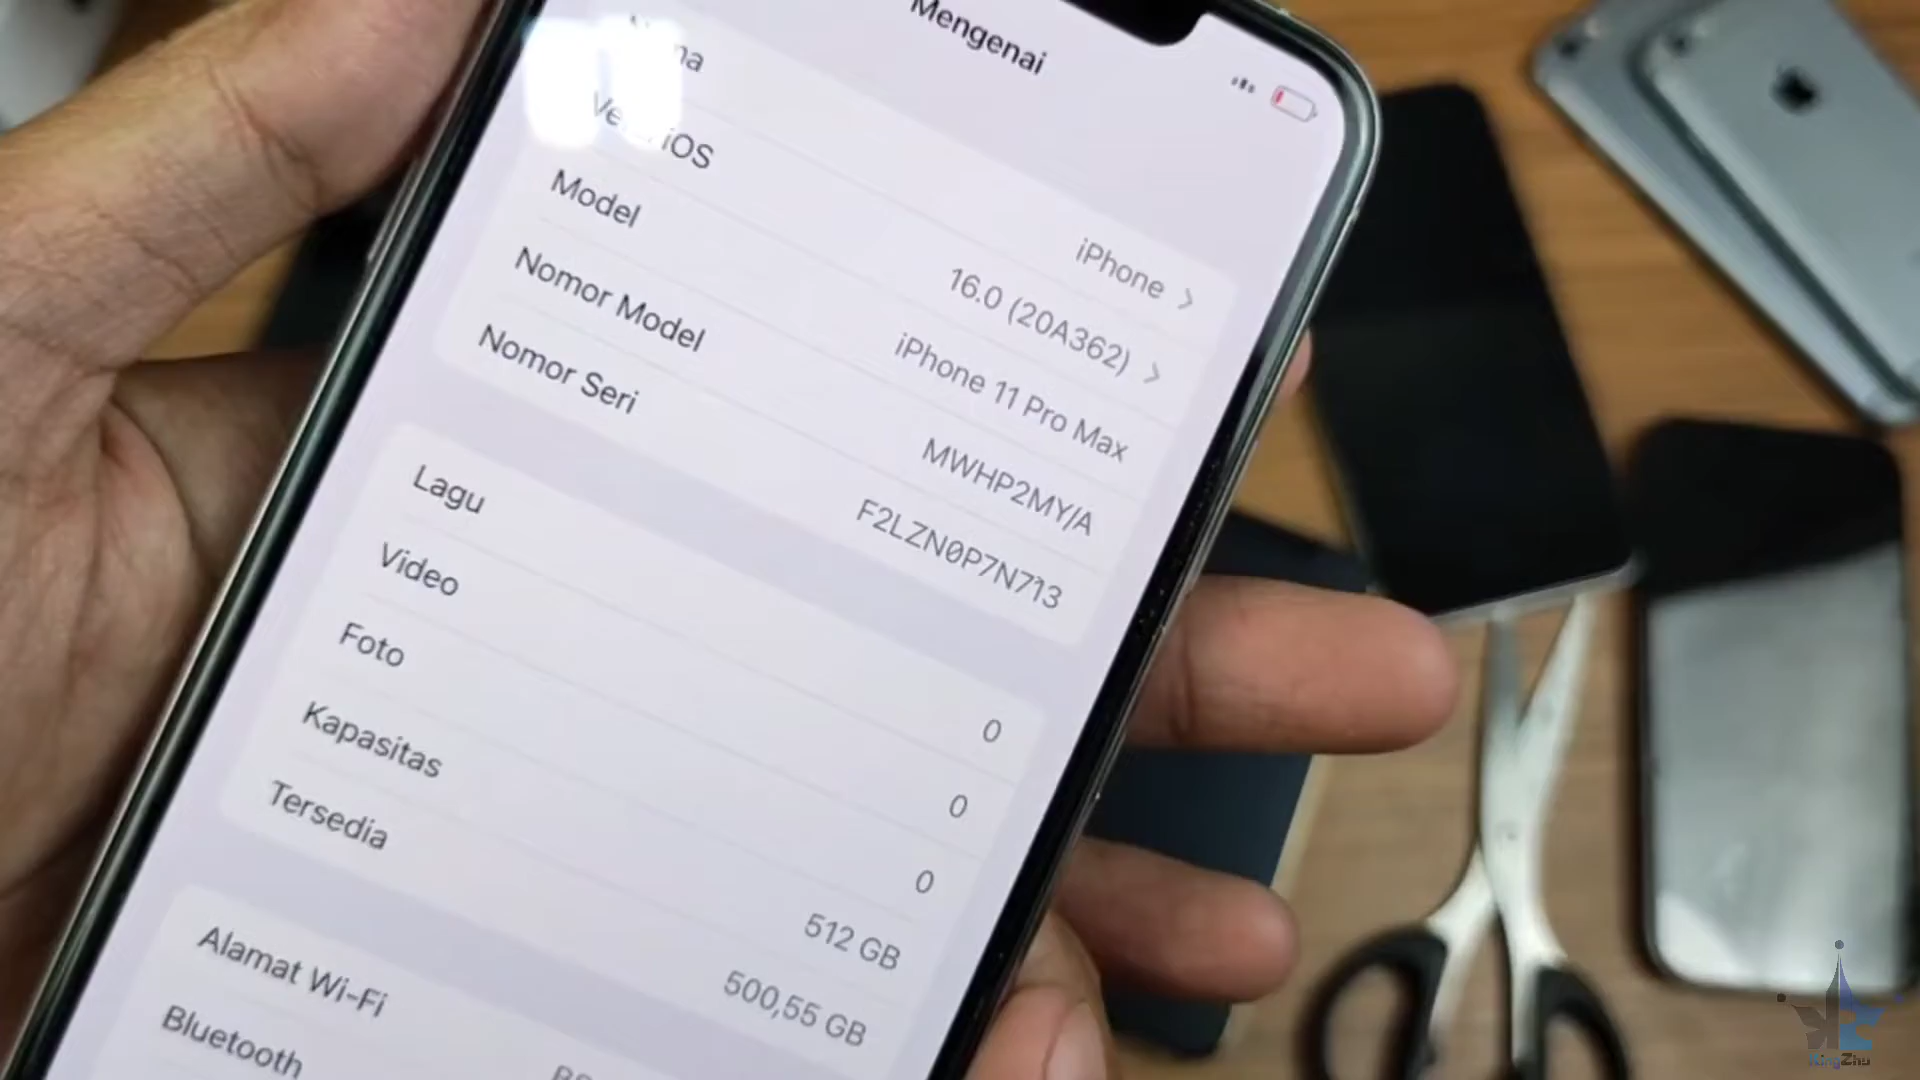 Mengenai
iPhone
iOS
16.0 (20A362)
Model
iPhone 11 Pro Max
Nomor Model
MWHP2MY/A
Nomor Seri
F2LZN0P7N713
Lagu
0
Video
0
Foto
0
Kapasitas
512 GB
Tersedia
500,55 GB
Alamat Wi-Fi
Bluetooth
KingZhu